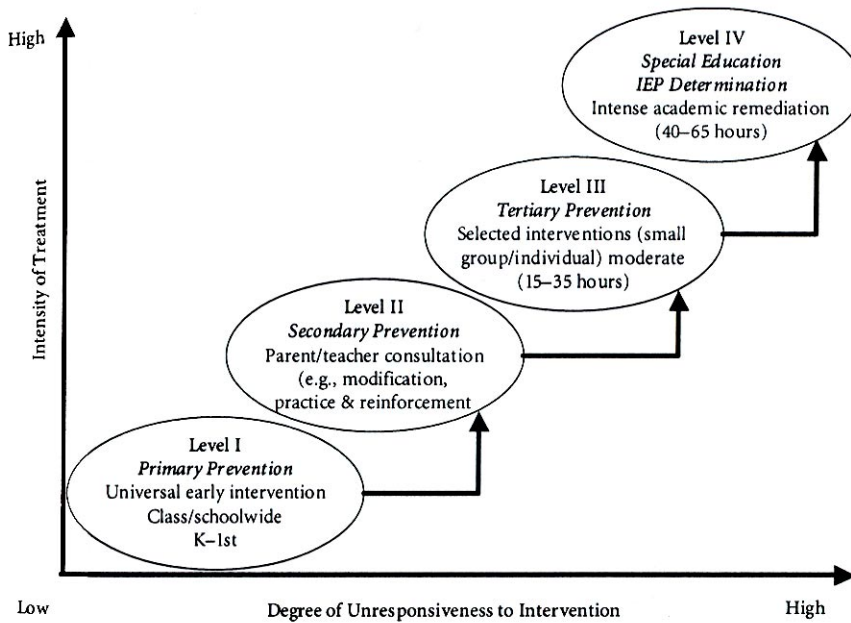 High
Level IV
Special Education
IEP Determination
Intense academic remediation
(40–65 hours)
Level III
Tertiary Prevention
Selected interventions (small
group/individual) moderate
(15–35 hours)
Intensity of Treatment
Level II
Secondary Prevention
Parent/teacher consultation
(e.g., modification,
practice & reinforcement
Level I
Primary Prevention
Universal early intervention
Class/schoolwide
K–1st
Low
Degree of Unresponsiveness to Intervention
High